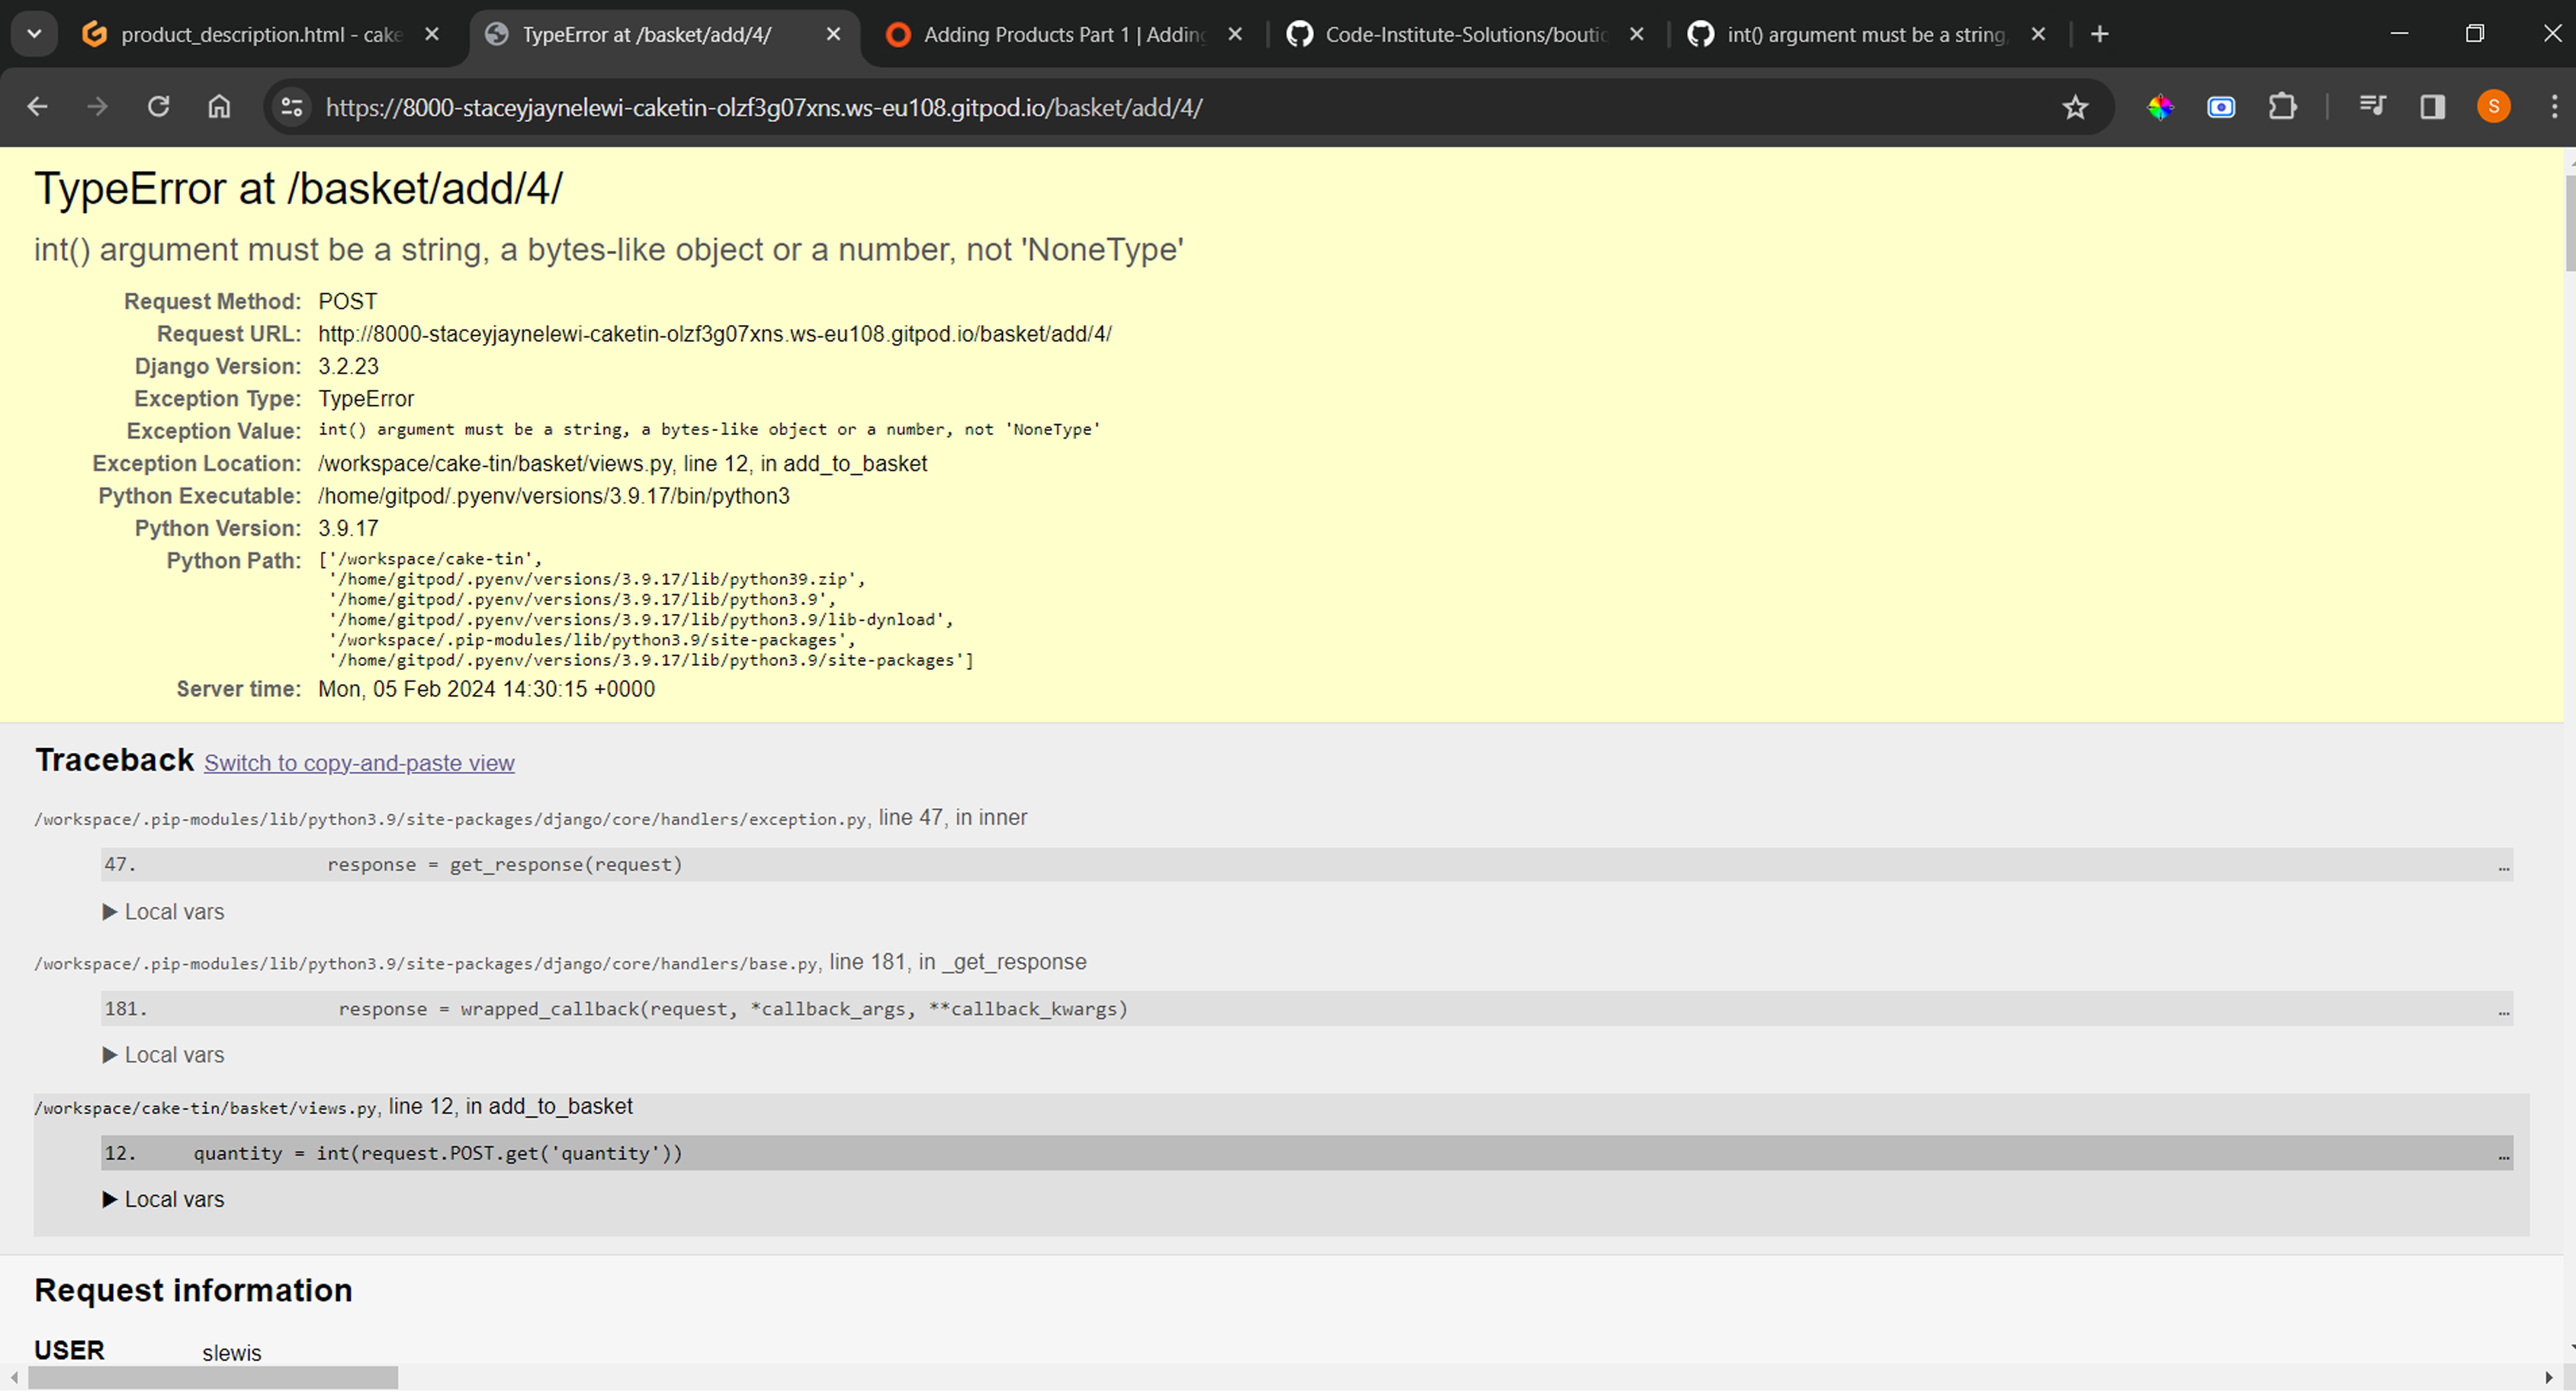 product_description.html - cake
TypeError at /basket/add/4/
Adding Products Part 1 | Adding
Code-Institute-Solutions/boutic
int() argument must be a string,
https://8000-staceyjaynelewi-caketin-olzf3g07xns.ws-eu108.gitpod.io/basket/add/4/
S
TypeError at /basket/add/4/
int() argument must be a string, a bytes-like object or a number, not 'NoneType'
Request Method: POST
Request URL: http://8000-staceyjaynelewi-caketin-olzf3g07xns.ws-eu108.gitpod.io/basket/add/4/
Django Version: 3.2.23
Exception Type: TypeError
Exception Value: int() argument must be a string, a bytes-like object or a number, not 'NoneType'
Exception Location: /workspace/cake-tin/basket/views.py, line 12, in add_to_basket
Python Executable: /home/gitpod/.pyenv/versions/3.9.17/bin/python3
Python Version: 3.9.17
Python Path: ['/workspace/cake-tin',
'/home/gitpod/.pyenv/versions/3.9.17/lib/python39.zip',
'/home/gitpod/.pyenv/versions/3.9.17/lib/python3.9',
'/home/gitpod/.pyenv/versions/3.9.17/lib/python3.9/lib-dynload',
'/workspace/.pip-modules/lib/python3.9/site-packages',
'/home/gitpod/.pyenv/versions/3.9.17/lib/python3.9/site-packages']
Server time: Mon, 05 Feb 2024 14:30:15 +0000
Traceback Switch to copy-and-paste view
/workspace/.pip-modules/lib/python3.9/site-packages/django/core/handlers/exception.py, line 47, in inner
47. response = get_response(request) …
▶ Local vars
/workspace/.pip-modules/lib/python3.9/site-packages/django/core/handlers/base.py, line 181, in _get_response
181. response = wrapped_callback(request, *callback_args, **callback_kwargs) …
▶ Local vars
/workspace/cake-tin/basket/views.py, line 12, in add_to_basket
12. quantity = int(request.POST.get('quantity')) …
▶ Local vars
Request information
USER slewis